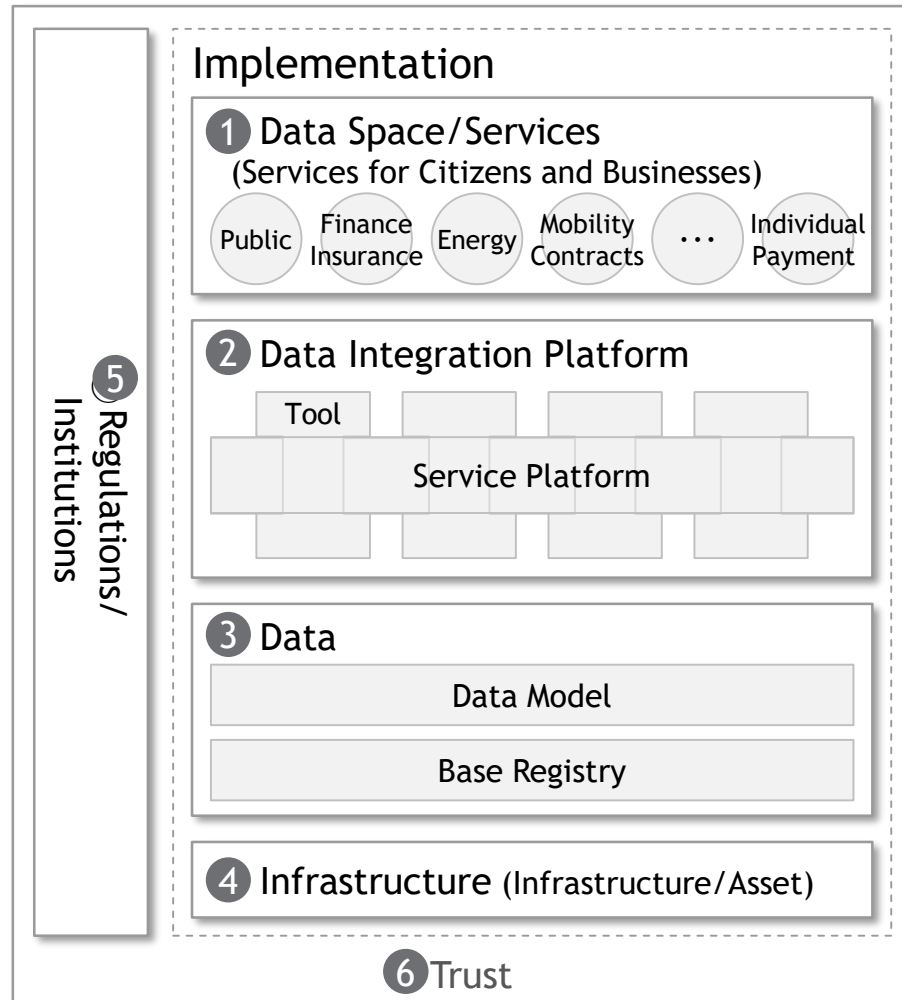 Implementation
1 Data Space/Services
(Services for Citizens and Businesses)
Public
Finance
Insurance
Energy
Mobility
Contracts
...
Individual
Payment
2 Data Integration Platform
Tool
Service Platform
3 Data
Data Model
Base Registry
4 Infrastructure (Infrastructure/Asset)
5 Regulations/
Institutions
6 Trust